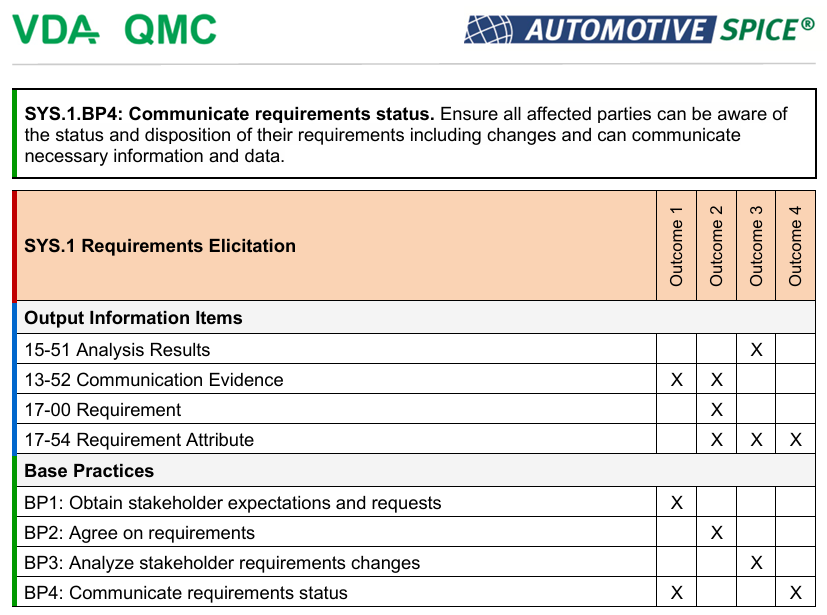 VDA QMC
AUTOMOTIVE SPICE®
SYS.1.BP4: Communicate requirements status. Ensure all affected parties can be aware of
the status and disposition of their requirements including changes and can communicate
necessary information and data.
SYS.1 Requirements Elicitation
Outcome 1
Outcome 2
Outcome 3
Outcome 4
Output Information Items
15-51 Analysis Results X
13-52 Communication Evidence X X
17-00 Requirement X
17-54 Requirement Attribute X X X
Base Practices
BP1: Obtain stakeholder expectations and requests X
BP2: Agree on requirements X
BP3: Analyze stakeholder requirements changes X
BP4: Communicate requirements status X X